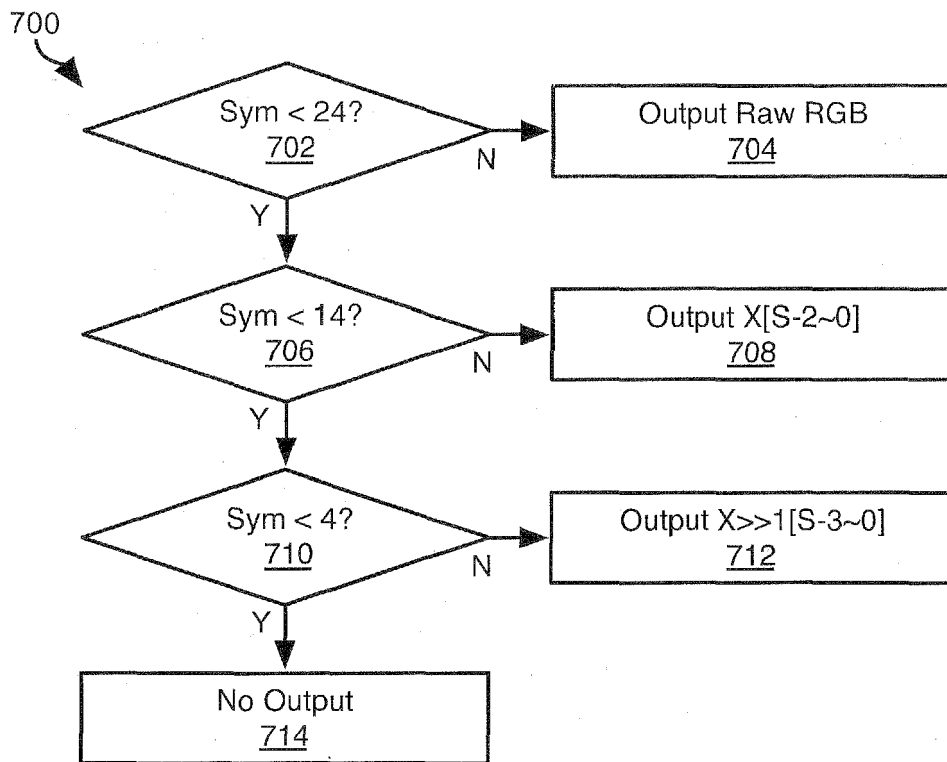 700
Sym < 24?
702
N
Output Raw RGB
704
Y
Sym < 14?
706
N
Output X[S-2~0]
708
Y
Sym < 4?
710
N
Output X>>1[S-3~0]
712
Y
No Output
714